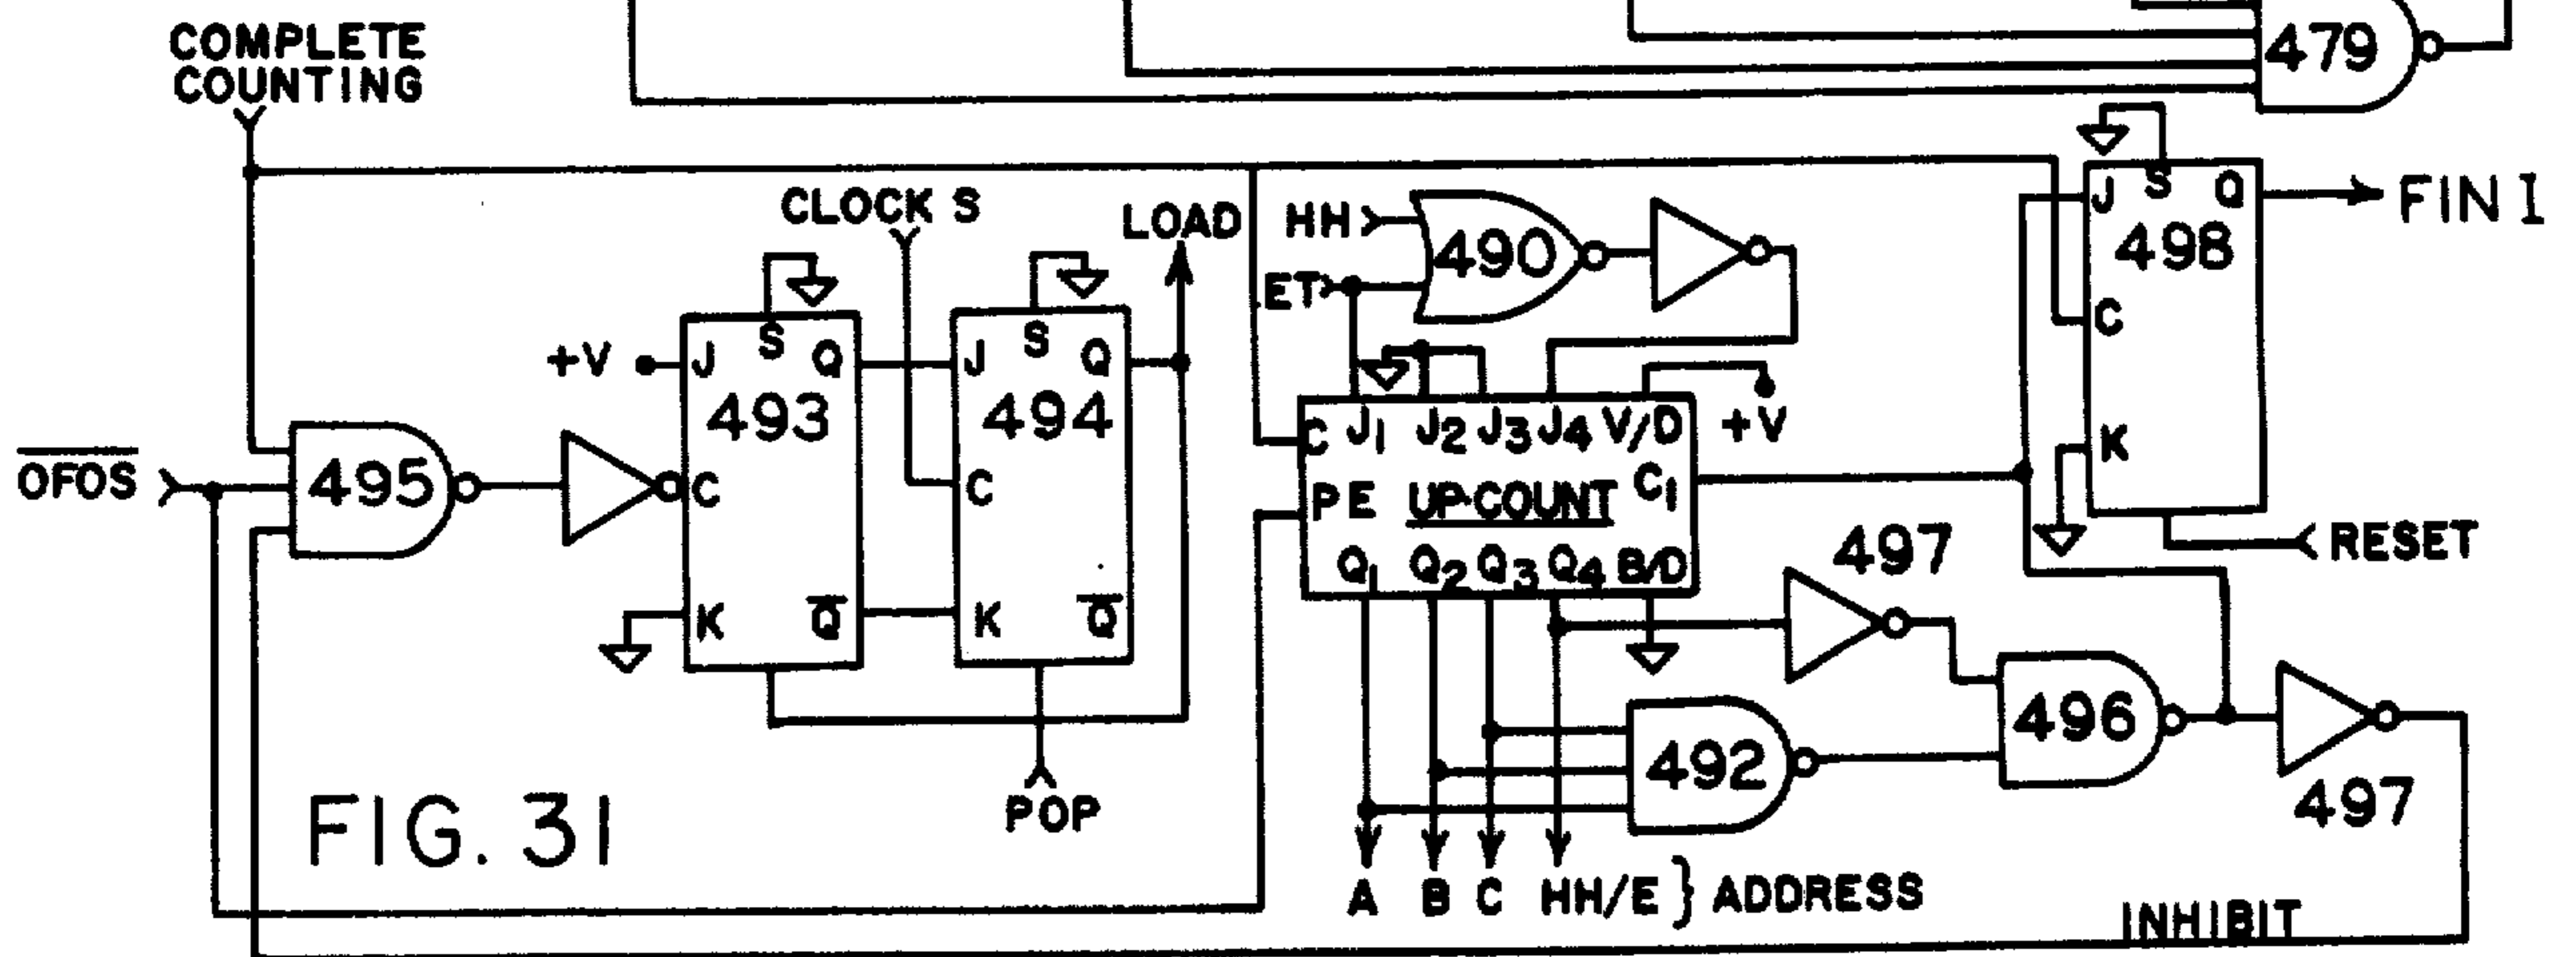 COMPLETE
COUNTING
479
CLOCK S
LOAD
HH
490
ET
J S Q
498
FIN I
C
K
RESET
+V
J S Q
493
C
K Q̅
J S Q
494
C
K Q̅
POP
O̅F̅O̅S̅
495
C J1 J2 J3 J4 V/D
+V
PE UP-COUNT C1
Q1 Q2 Q3 Q4 B/D
497
492
496
497
A B C HH/E } ADDRESS
INHIBIT
FIG. 31